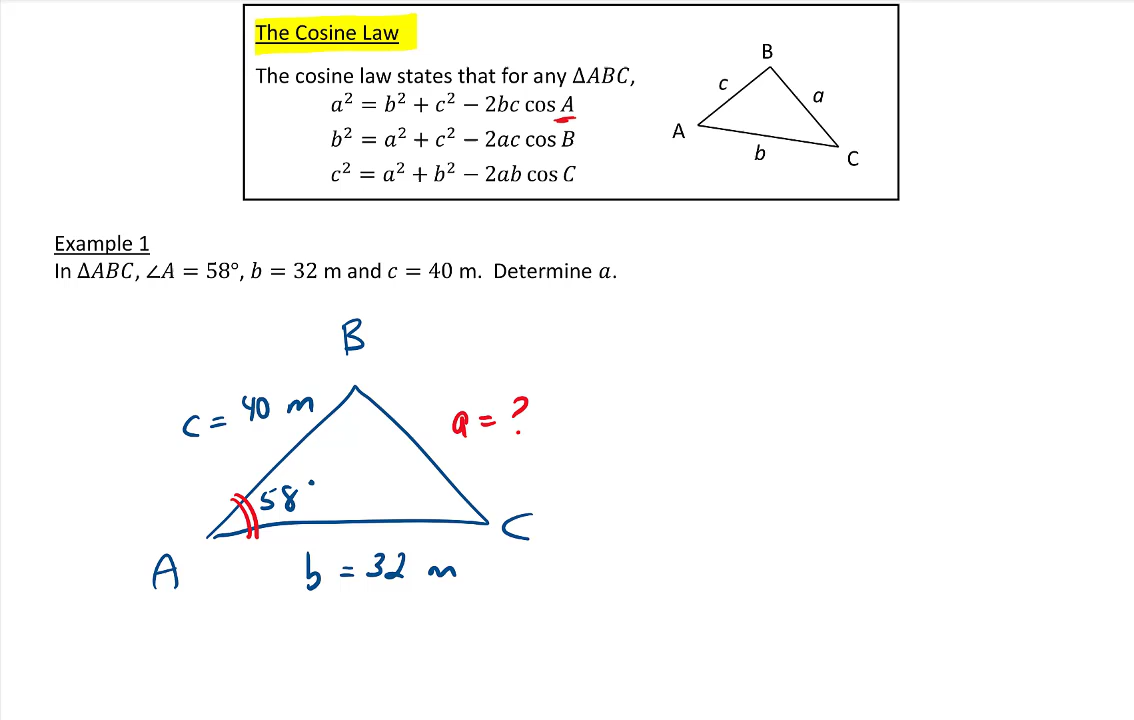 The Cosine Law
The cosine law states that for any ΔABC,
a² = b² + c² − 2bc cos A
b² = a² + c² − 2ac cos B
c² = a² + b² − 2ab cos C
B
c
a
A
b
C
Example 1
In ΔABC, ∠A = 58°, b = 32 m and c = 40 m. Determine a.
B
c = 40 m
a = ?
58°
C
A
b = 32 m